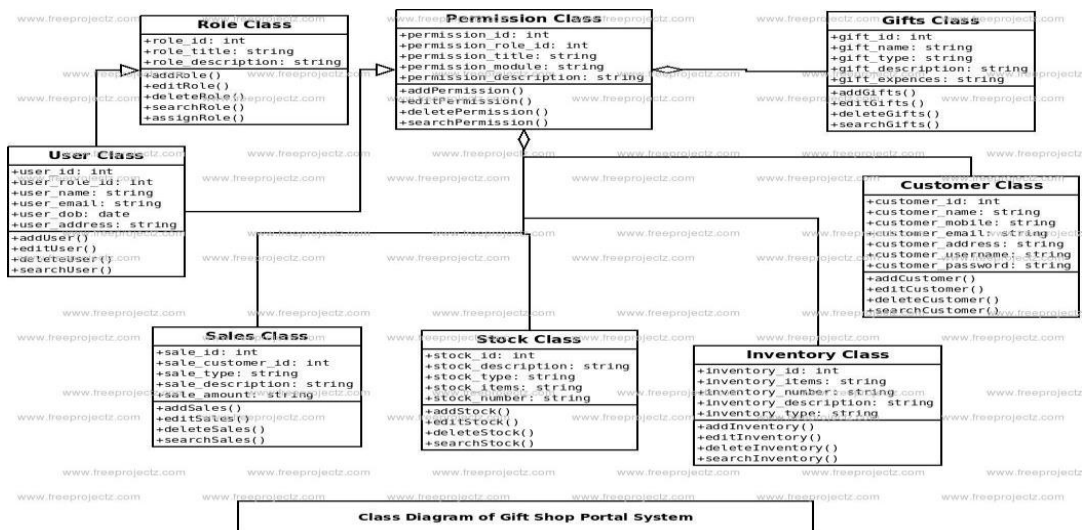 Role Class
+role_id: int
+role_title: string
+role_description: string
+addRole()
+editRole()
+deleteRole()
+searchRole()
+assignRole()
Permission Class
+permission_id: int
+permission_role_id: int
+permission_title: string
+permission_module: string
+permission_description: string
+addPermission()
+editPermission()
+deletePermission()
+searchPermission()
Gifts Class
+gift_id: int
+gift_name: string
+gift_type: string
+gift_description: string
+gift_expences: string
+addGifts()
+editGifts()
+deleteGifts()
+searchGifts()
User Class
+user_id: int
+user_role_id: int
+user_name: string
+user_email: string
+user_dob: date
+user_address: string
+addUser()
+editUser()
+deleteUser()
+searchUser()
Customer Class
+customer_id: int
+customer_name: string
+customer_mobile: string
+customer_email: string
+customer_address: string
+customer_username: string
+customer_password: string
+addCustomer()
+editCustomer()
+deleteCustomer()
+searchCustomer()
Sales Class
+sale_id: int
+sale_customer_id: int
+sale_type: string
+sale_description: string
+sale_amount: string
+addSales()
+editSales()
+deleteSales()
+searchSales()
Stock Class
+stock_id: int
+stock_description: string
+stock_type: string
+stock_items: string
+stock_number: string
+addStock()
+editStock()
+deleteStock()
+searchStock()
Inventory Class
+inventory_id: int
+inventory_items: string
+inventory_number: string
+inventory_description: string
+inventory_type: string
+addInventory()
+editInventory()
+deleteInventory()
+searchInventory()
www.freeprojectz.com
Class Diagram of Gift Shop Portal System